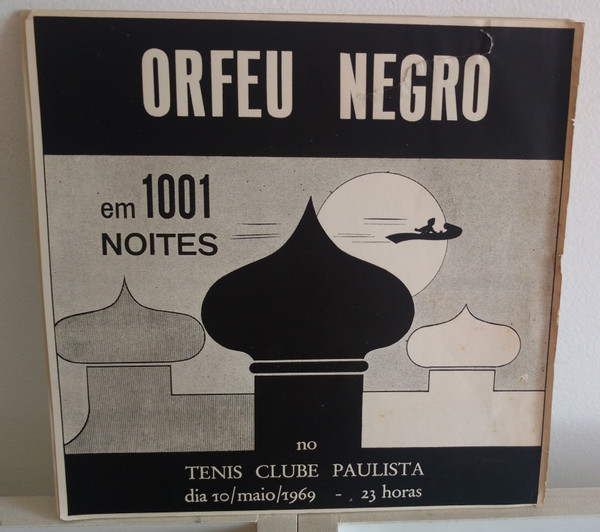 ORFEU NEGRO
em 1001
NOITES
no
TENIS CLUBE PAULISTA
dia 10/maio/1969 - 23 horas